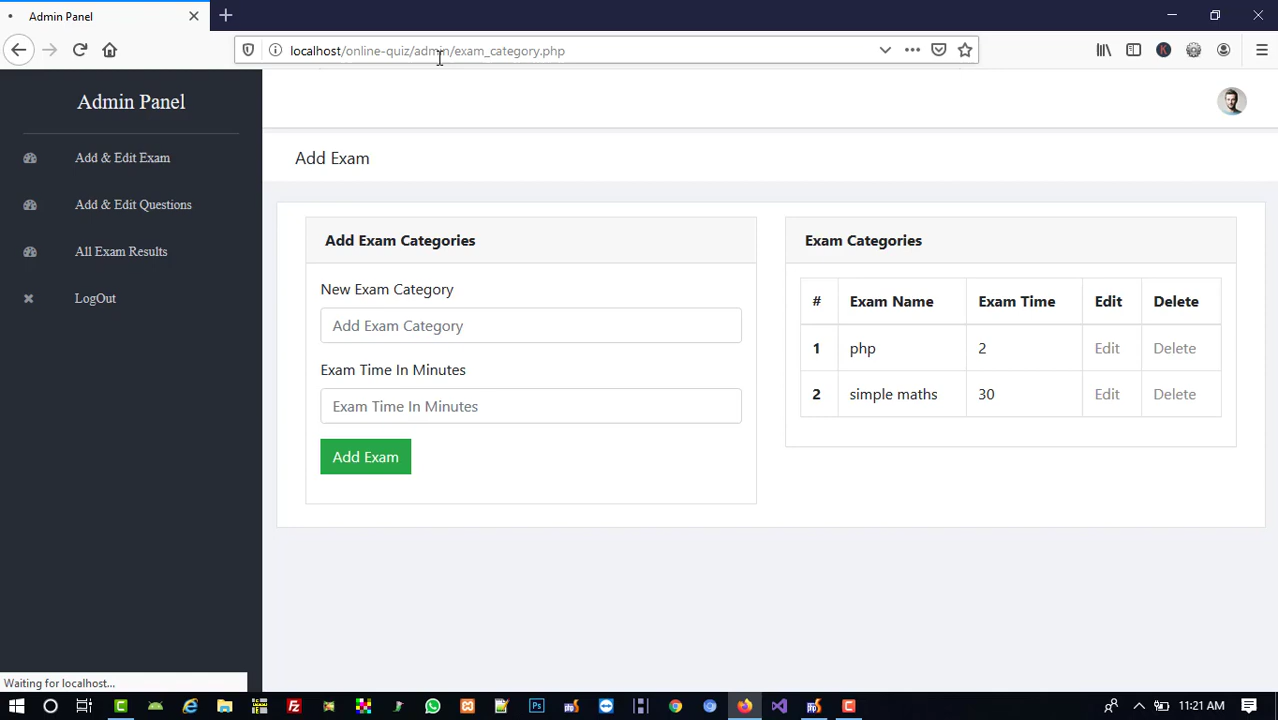 Admin Panel
localhost/online-quiz/admin/exam_category.php
Admin Panel
Add & Edit Exam
Add & Edit Questions
All Exam Results
LogOut
Add Exam
Add Exam Categories
New Exam Category
Add Exam Category
Exam Time In Minutes
Exam Time In Minutes
Add Exam
Exam Categories
# Exam Name Exam Time Edit Delete
1 php 2 Edit Delete
2 simple maths 30 Edit Delete
Waiting for localhost...
11:21 AM